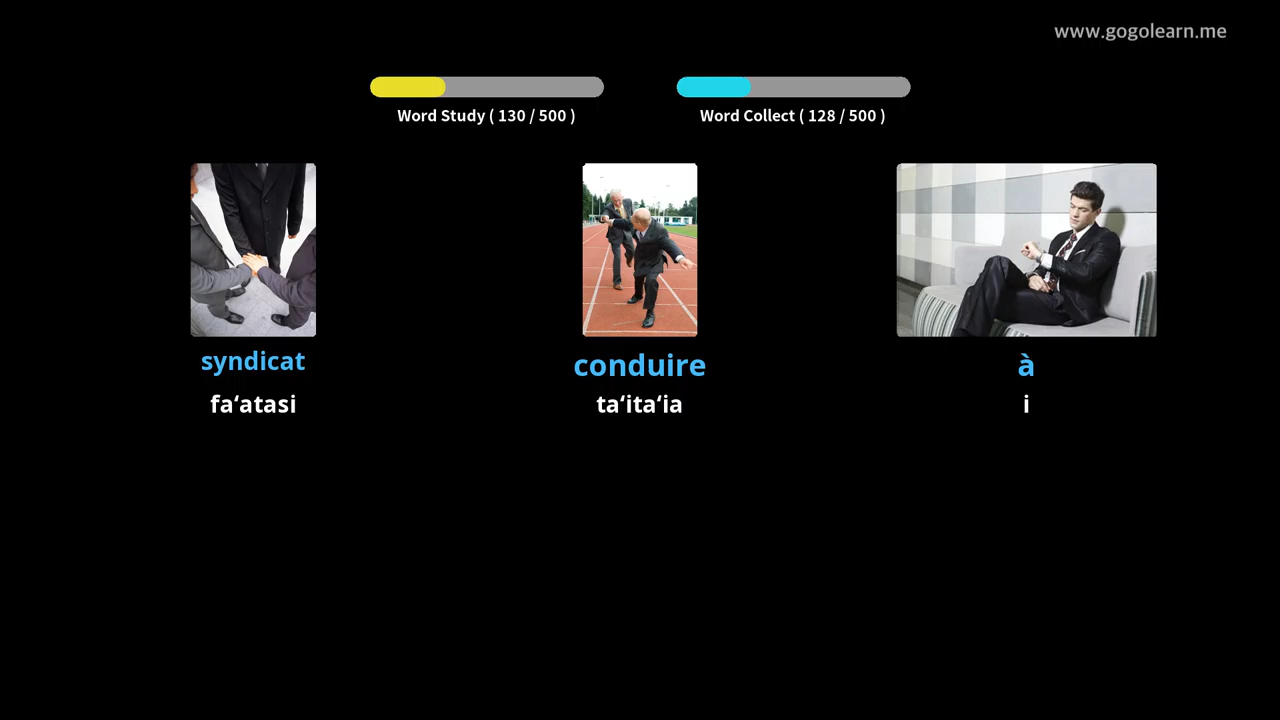 www.gogolearn.me
Word Study ( 130 / 500 )
Word Collect ( 128 / 500 )
syndicat
conduire
à
fa‘atasi
ta‘ita‘ia
i